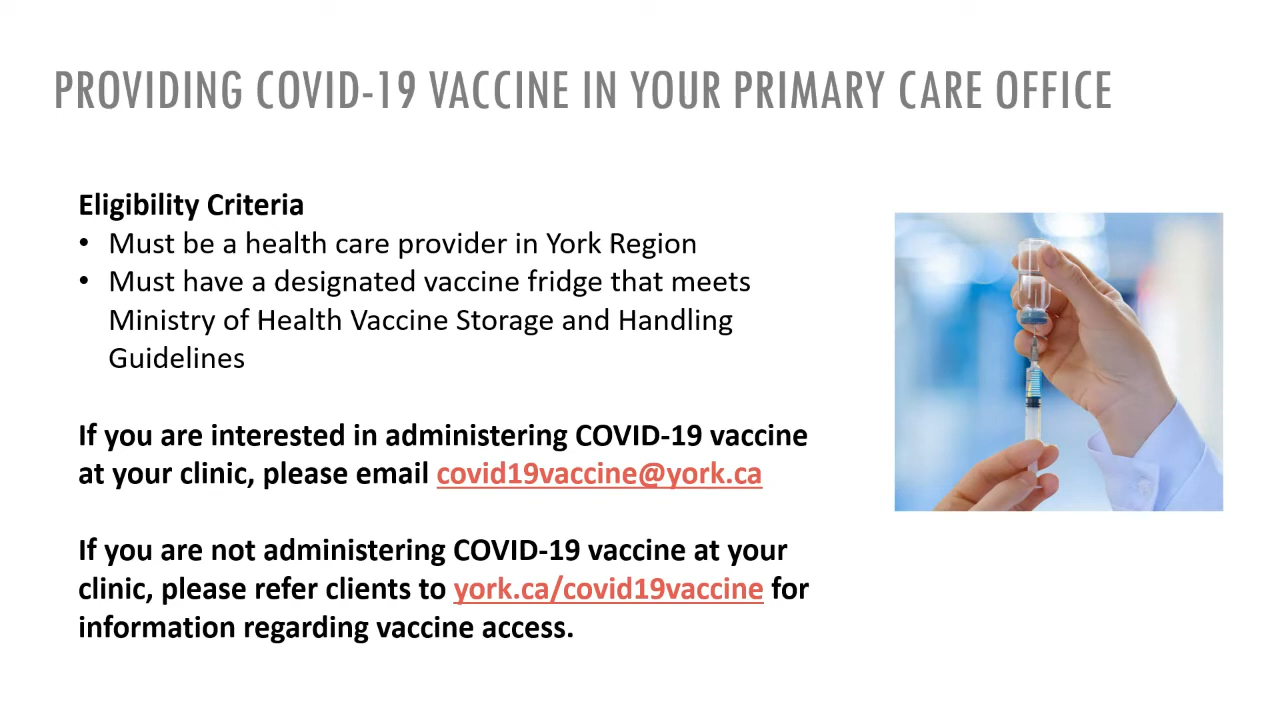 PROVIDING COVID-19 VACCINE IN YOUR PRIMARY CARE OFFICE
Eligibility Criteria
• Must be a health care provider in York Region
• Must have a designated vaccine fridge that meets
Ministry of Health Vaccine Storage and Handling
Guidelines
If you are interested in administering COVID-19 vaccine
at your clinic, please email covid19vaccine@york.ca
If you are not administering COVID-19 vaccine at your
clinic, please refer clients to york.ca/covid19vaccine for
information regarding vaccine access.